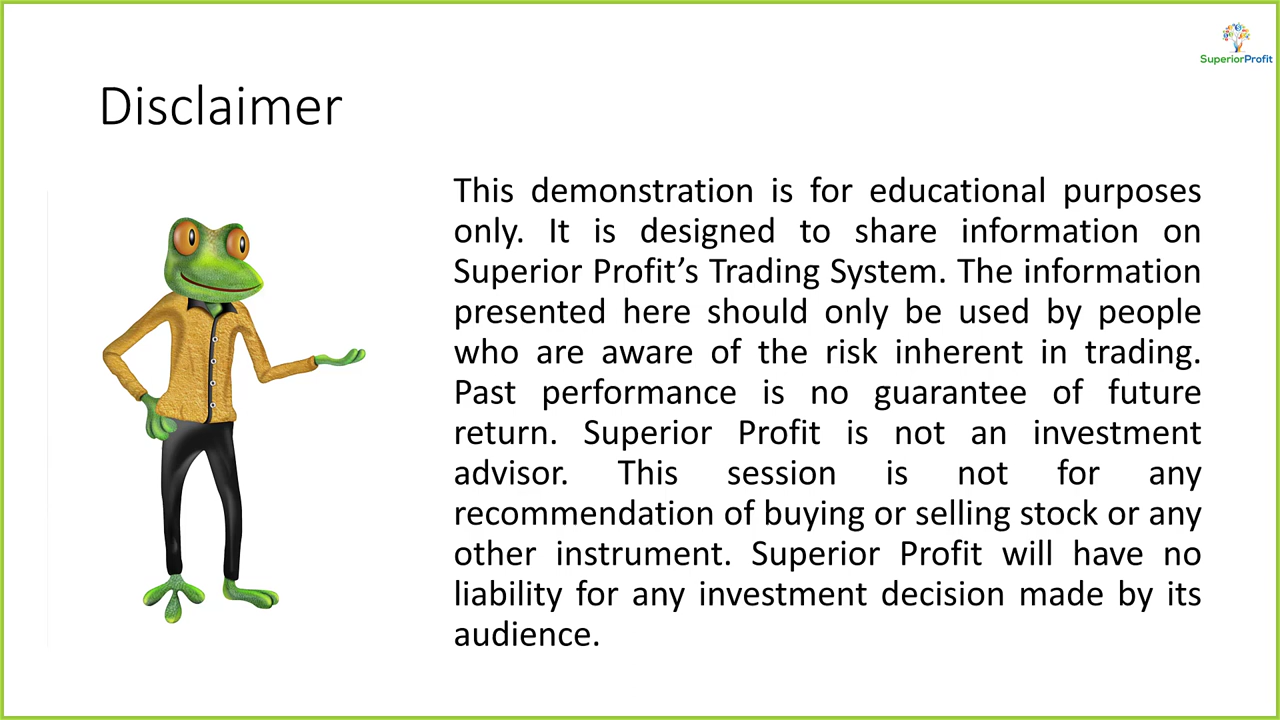 SuperiorProfit
Disclaimer
This demonstration is for educational purposes
only. It is designed to share information on
Superior Profit’s Trading System. The information
presented here should only be used by people
who are aware of the risk inherent in trading.
Past performance is no guarantee of future
return. Superior Profit is not an investment
advisor. This session is not for any
recommendation of buying or selling stock or any
other instrument. Superior Profit will have no
liability for any investment decision made by its
audience.